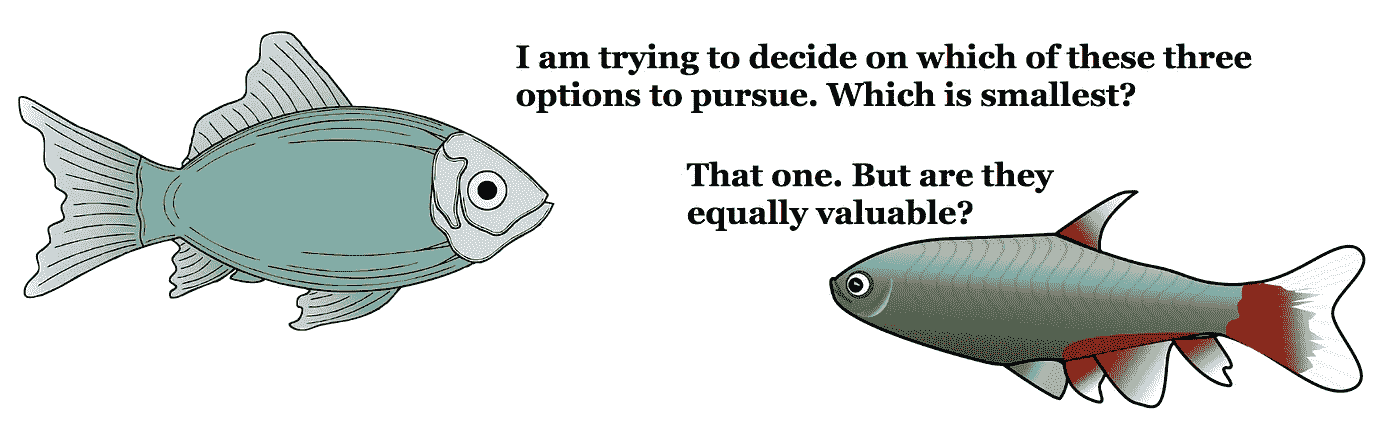 I am trying to decide on which of these three
options to pursue. Which is smallest?
That one. But are they
equally valuable?